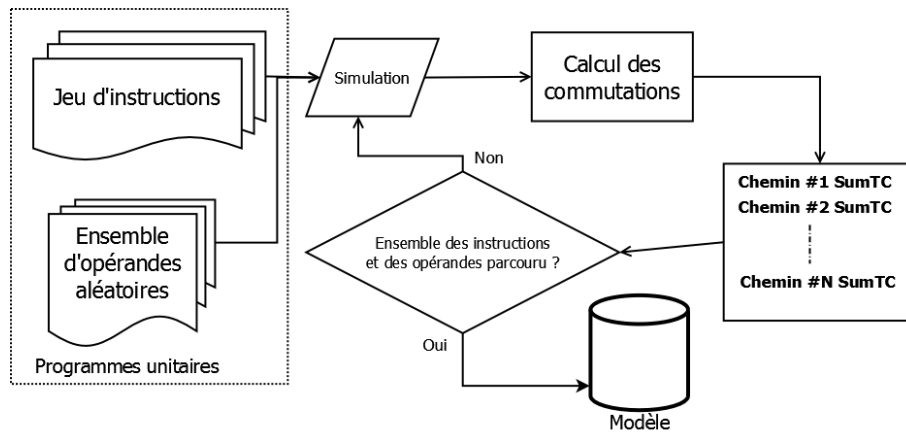 Jeu d'instructions
Ensemble
d'opérandes
aléatoires
Programmes unitaires
Simulation
Calcul des
commutations
Chemin #1 SumTC
Chemin #2 SumTC
Chemin #N SumTC
Non
Ensemble des instructions
et des opérandes parcouru ?
Oui
Modèle